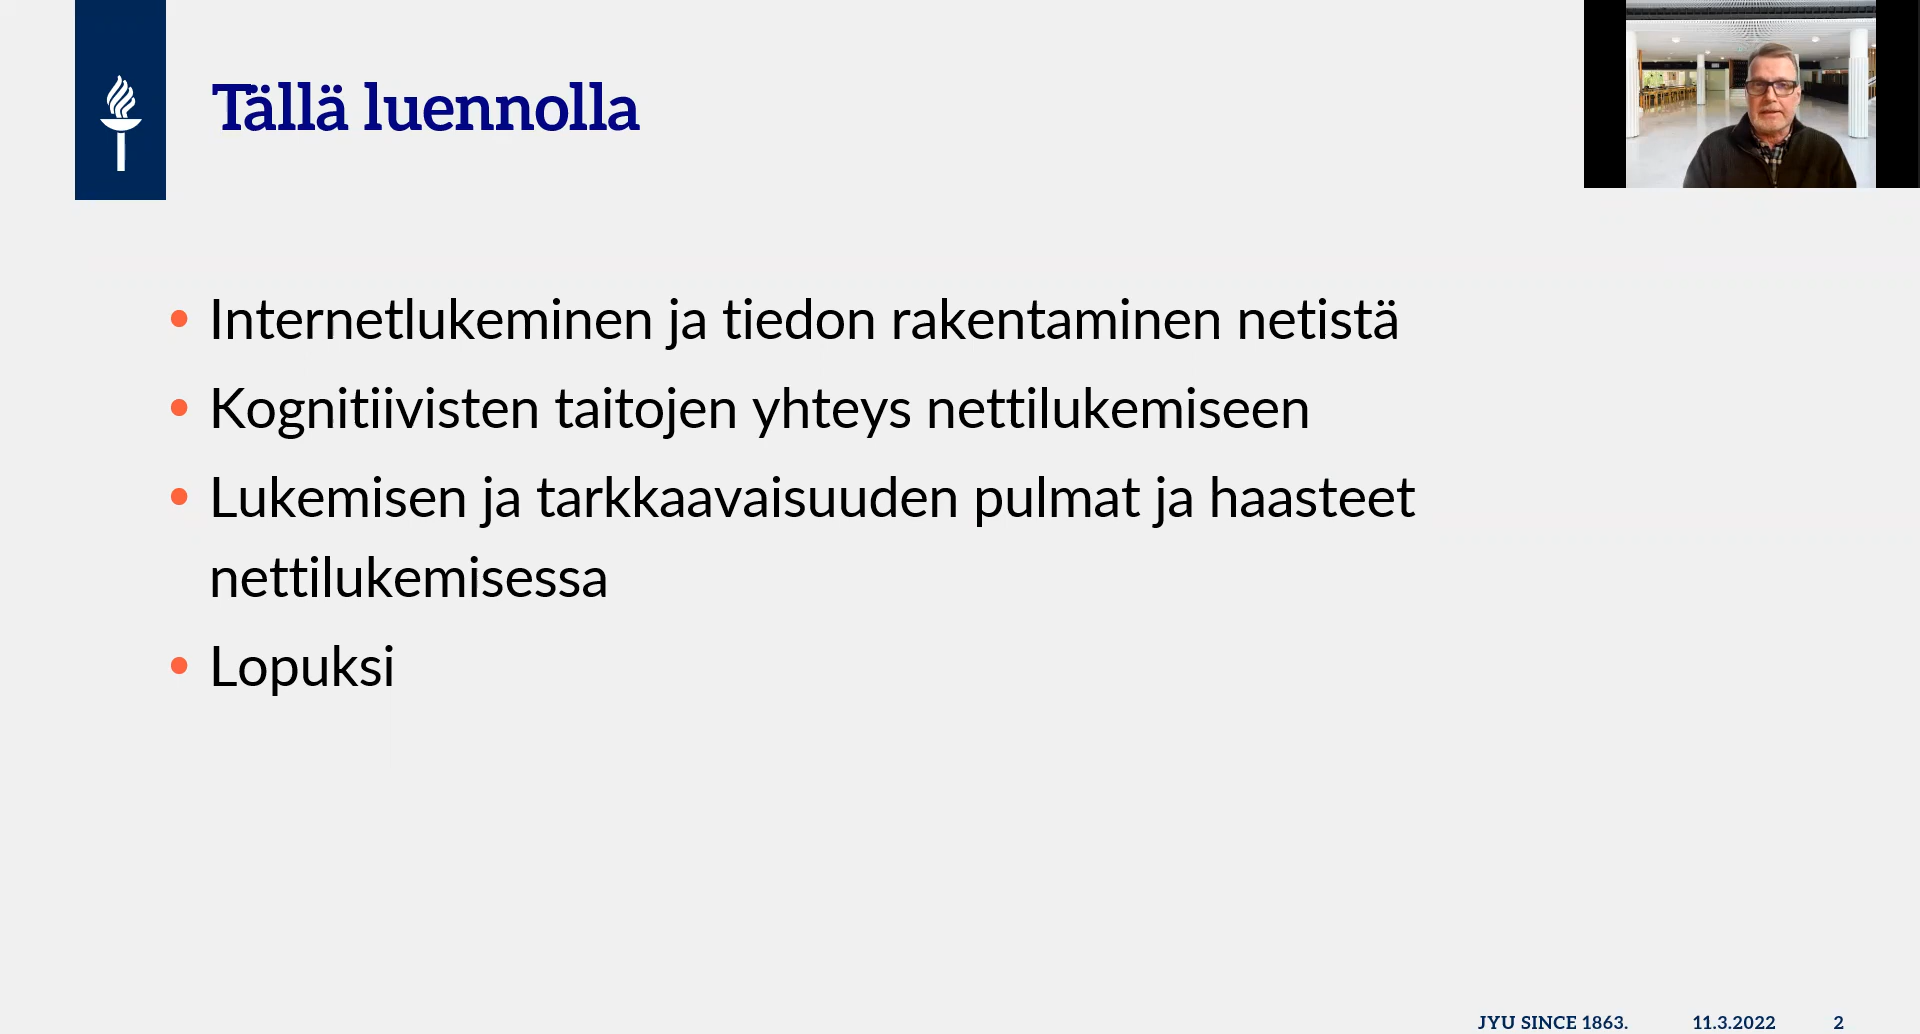 Tällä luennolla
Internetlukeminen ja tiedon rakentaminen netistä
Kognitiivisten taitojen yhteys nettilukemiseen
Lukemisen ja tarkkaavaisuuden pulmat ja haasteet
nettilukemisessa
Lopuksi
JYU SINCE 1863. 11.3.2022 2